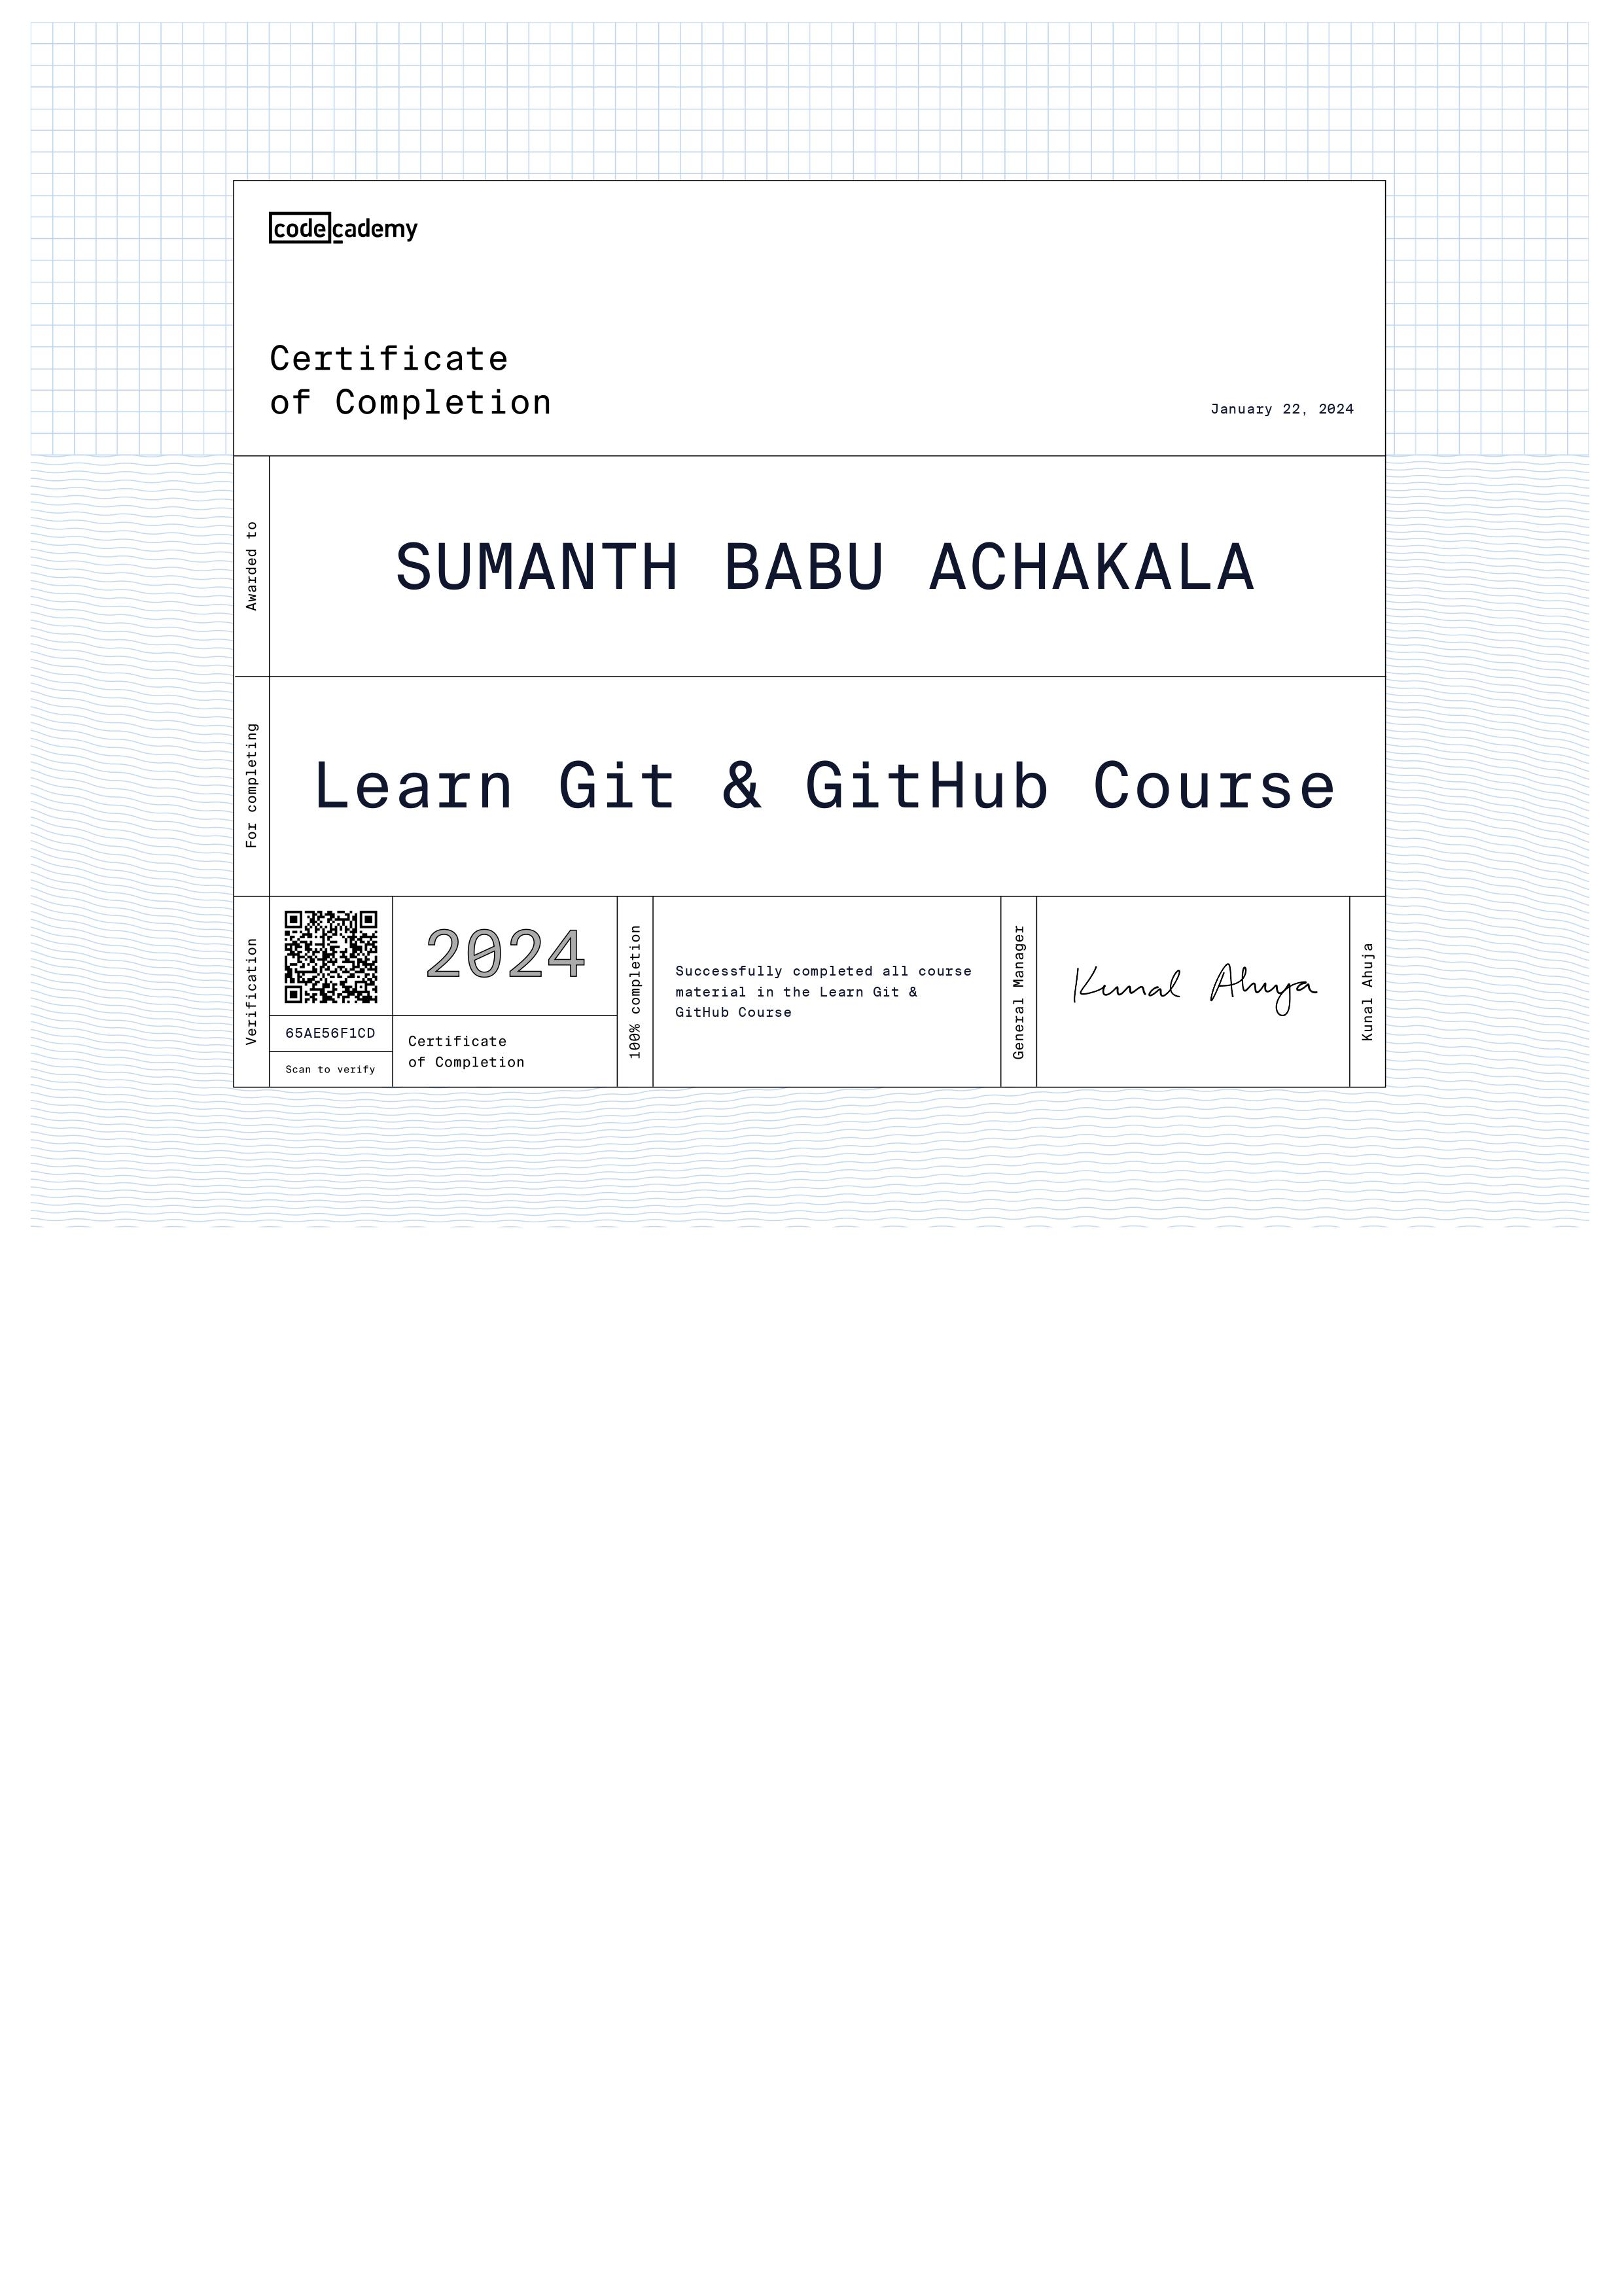 codecademy
Certificate
of Completion
January 22, 2024
Awarded to
SUMANTH BABU ACHAKALA
For completing
Learn Git & GitHub Course
Verification
65AE56F1CD
Scan to verify
2024
Certificate
of Completion
100% completion
Successfully completed all course
material in the Learn Git &
GitHub Course
General Manager
Kunal Ahuja
Kunal Ahuja